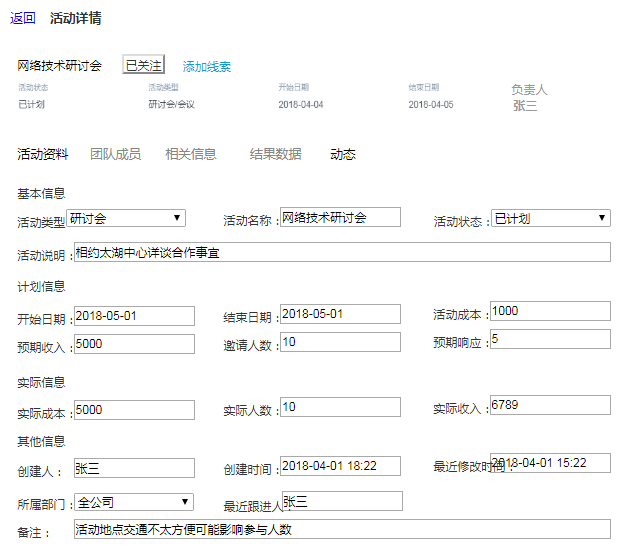 返回 活动详情
网络技术研讨会 已关注 添加线索
活动状态 活动类型 开始日期 结束日期 负责人
已计划 研讨会/会议 2018-04-04 2018-04-05 张三
活动资料 团队成员 相关信息 结果数据 动态
基本信息
活动类型 研讨会 活动名称： 网络技术研讨会 活动状态： 已计划
活动说明： 相约太湖中心详谈合作事宜
计划信息
开始日期： 2018-05-01 结束日期： 2018-05-01 活动成本： 1000
预期收入： 5000 邀请人数： 10 预期响应： 5
实际信息
实际成本： 5000 实际人数： 10 实际收入： 6789
其他信息
创建人： 张三 创建时间： 2018-04-01 18:22 最近修改时间： 2018-04-01 15:22
所属部门： 全公司 最近跟进人 张三
备注： 活动地点交通不太方便可能影响参与人数